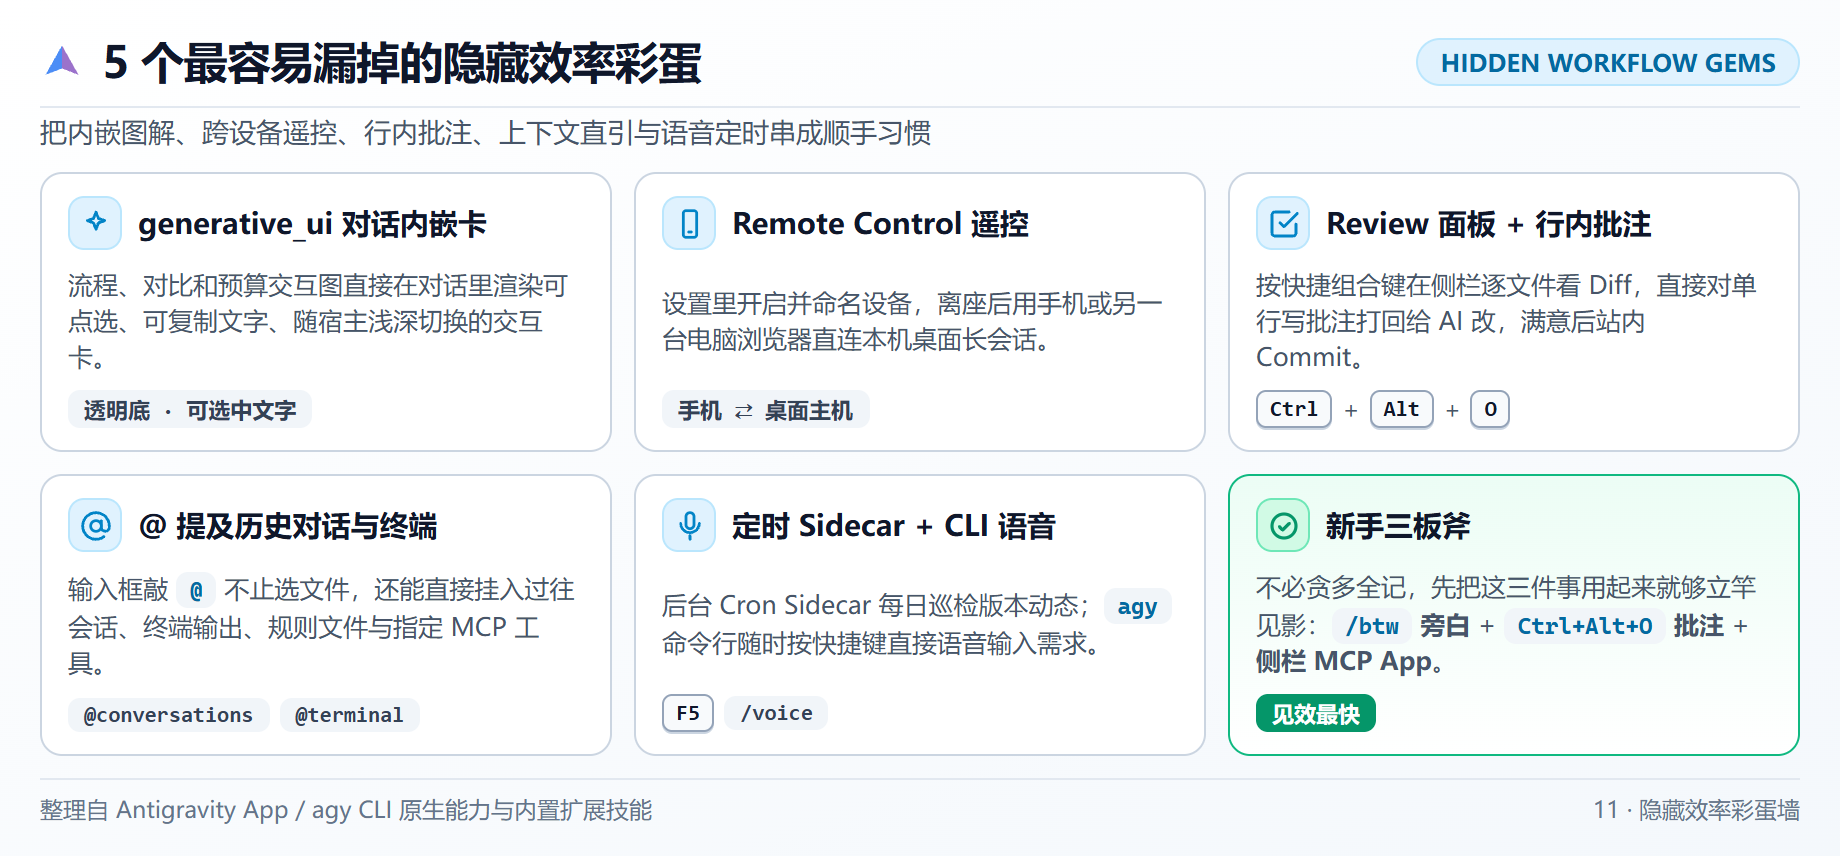 5 个最容易漏掉的隐藏效率彩蛋
HIDDEN WORKFLOW GEMS
把内嵌图解、跨设备遥控、行内批注、上下文直引与语音定时串成顺手习惯
generative_ui 对话内嵌卡
流程、对比和预算交互图直接在对话里渲染可
点选、可复制文字、随宿主浅深切换的交互
卡。
透明底 · 可选中文字
Remote Control 遥控
设置里开启并命名设备，离座后用手机或另一
台电脑浏览器直连本机桌面长会话。
手机 ⇄ 桌面主机
Review 面板 + 行内批注
按快捷组合键在侧栏逐文件看 Diff，直接对单
行写批注打回给 AI 改，满意后站内
Commit。
Ctrl + Alt + O
@ 提及历史对话与终端
输入框敲 @ 不止选文件，还能直接挂入过往
会话、终端输出、规则文件与指定 MCP 工
具。
@conversations @terminal
定时 Sidecar + CLI 语音
后台 Cron Sidecar 每日巡检版本动态；agy
命令行随时按快捷键直接语音输入需求。
F5 /voice
新手三板斧
不必贪多全记，先把这三件事用起来就够立竿
见影：/btw 旁白 + Ctrl+Alt+O 批注 +
侧栏 MCP App。
见效最快
整理自 Antigravity App / agy CLI 原生能力与内置扩展技能
11 · 隐藏效率彩蛋墙